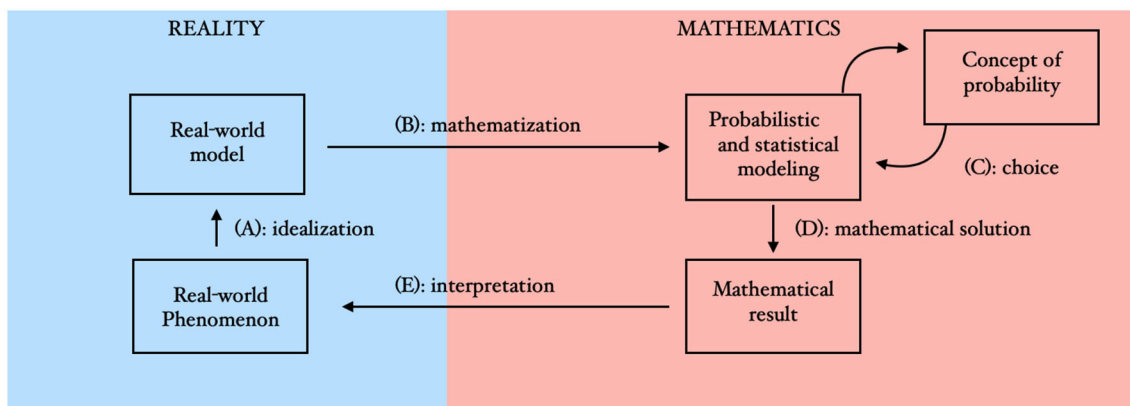 REALITY
MATHEMATICS
Real-world
model
(B): mathematization
Probabilistic
and statistical
modeling
Concept of
probability
(C): choice
(A): idealization
(D): mathematical solution
Real-world
Phenomenon
(E): interpretation
Mathematical
result